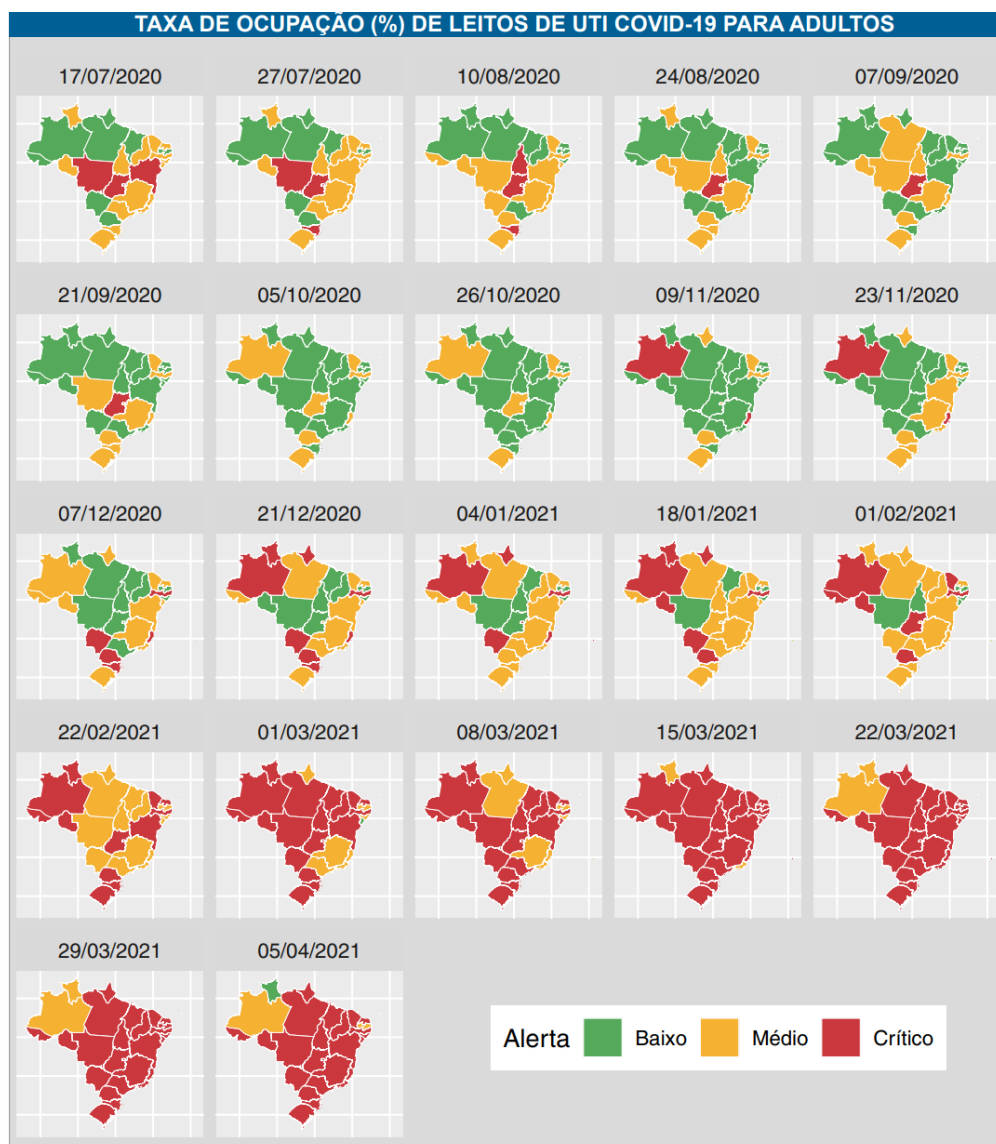 TAXA DE OCUPAÇÃO (%) DE LEITOS DE UTI COVID-19 PARA ADULTOS
17/07/2020 27/07/2020 10/08/2020 24/08/2020 07/09/2020
21/09/2020 05/10/2020 26/10/2020 09/11/2020 23/11/2020
07/12/2020 21/12/2020 04/01/2021 18/01/2021 01/02/2021
22/02/2021 01/03/2021 08/03/2021 15/03/2021 22/03/2021
29/03/2021 05/04/2021
Alerta Baixo Médio Crítico